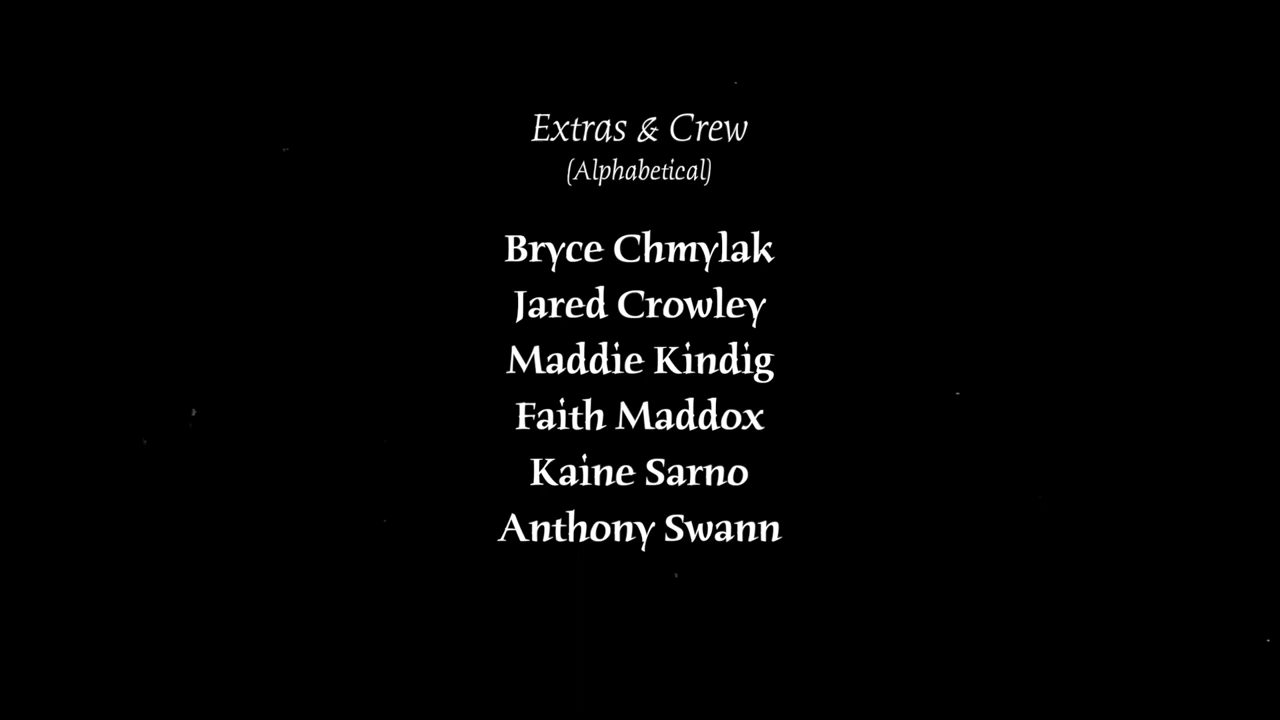 Extras & Crew
(Alphabetical)
Bryce Chmylak
Jared Crowley
Maddie Kindig
Faith Maddox
Kaine Sarno
Anthony Swann